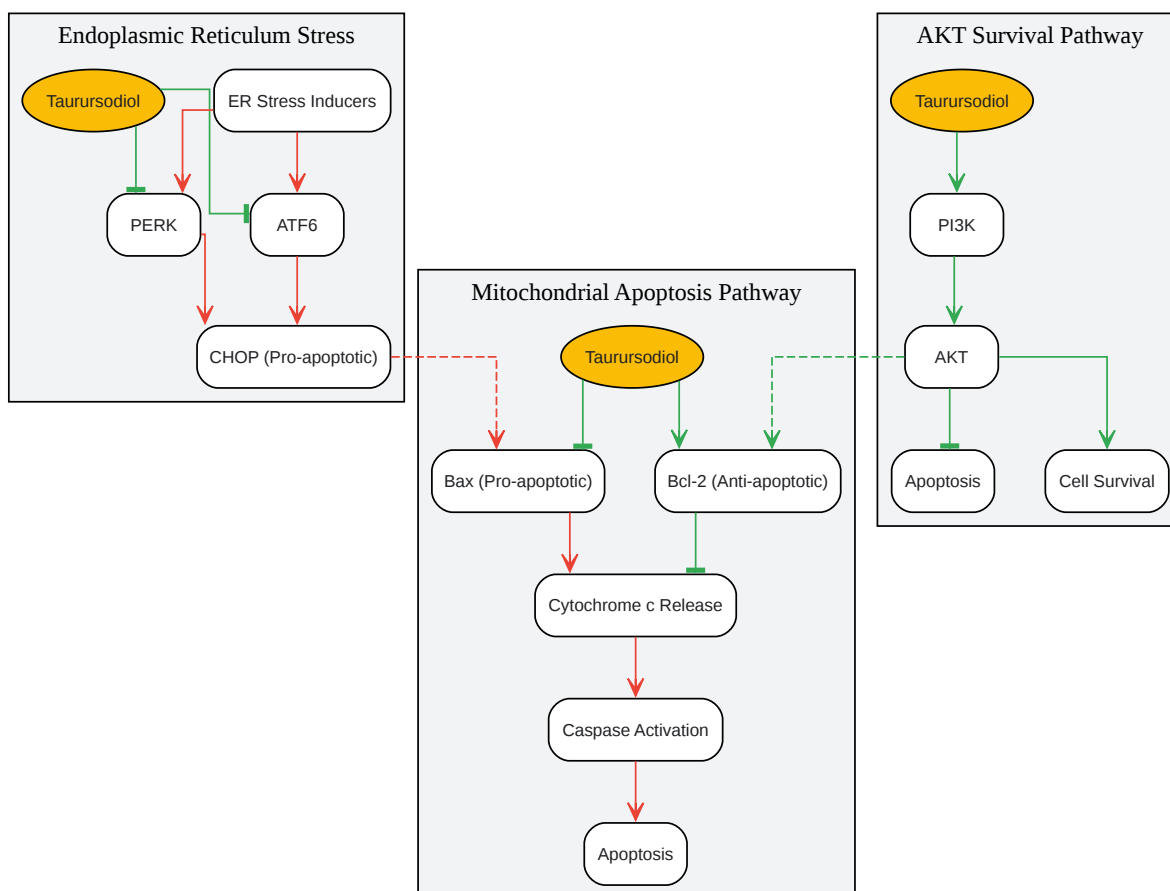 Endoplasmic Reticulum Stress
Taurursodiol
ER Stress Inducers
PERK
ATF6
CHOP (Pro-apoptotic)
Mitochondrial Apoptosis Pathway
Taurursodiol
Bax (Pro-apoptotic)
Bcl-2 (Anti-apoptotic)
Cytochrome c Release
Caspase Activation
Apoptosis
AKT Survival Pathway
Taurursodiol
PI3K
AKT
Apoptosis
Cell Survival